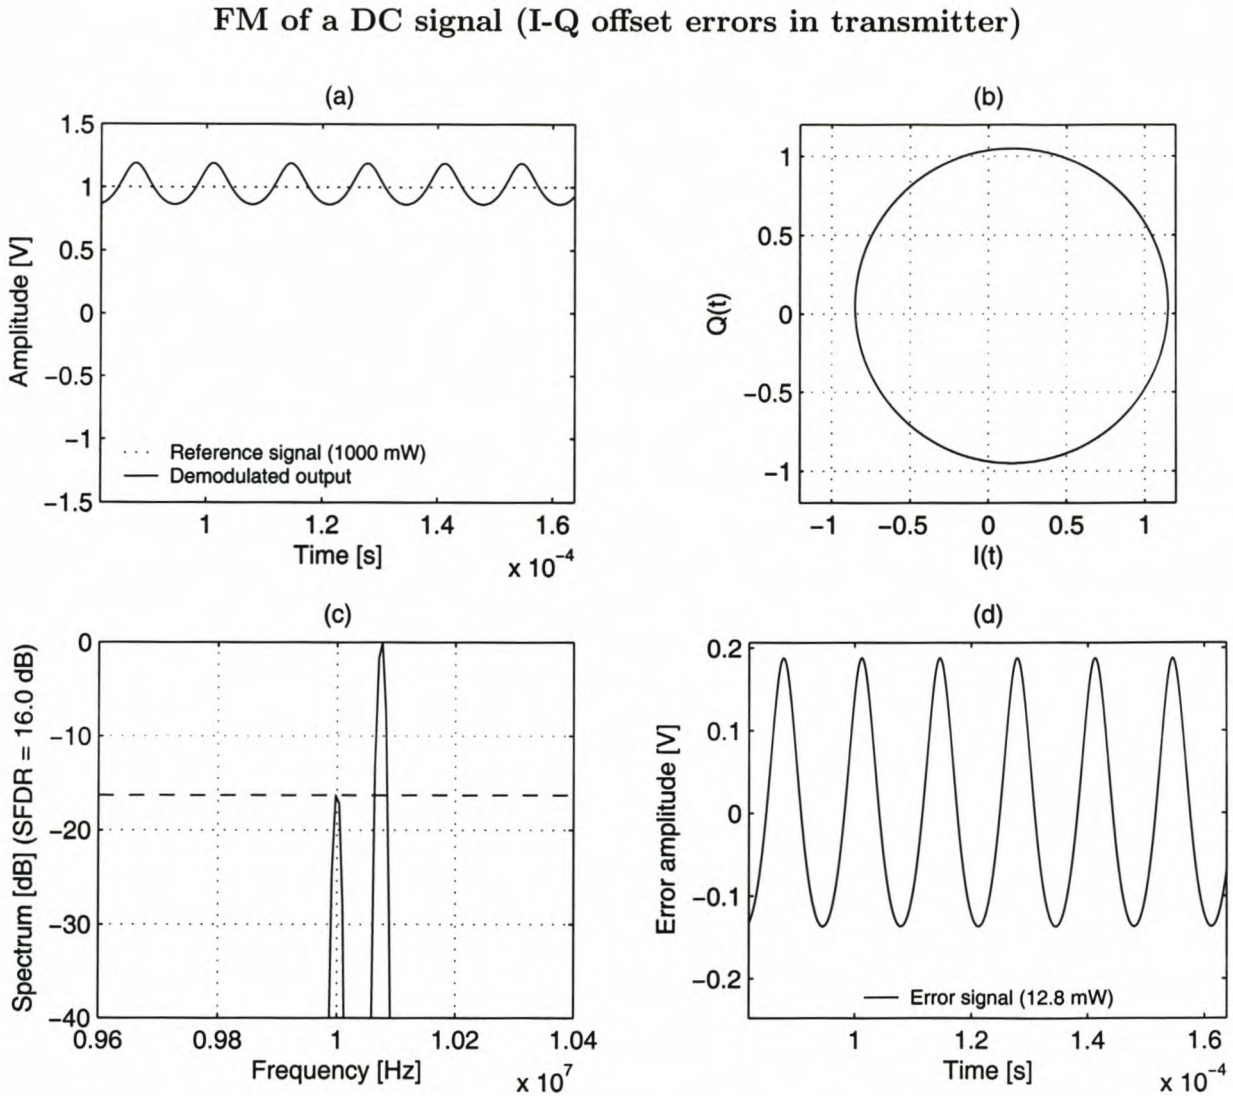 FM of a DC signal (I-Q offset errors in transmitter)
(a)
1.5
1
0.5
0
−0.5
−1
−1.5
Amplitude [V]
Reference signal (1000 mW)
Demodulated output
1
1.2
1.4
1.6
Time [s]
x 10⁻⁴
(b)
1
0.5
0
−0.5
−1
Q(t)
−1
−0.5
0
0.5
1
I(t)
(c)
0
−10
−20
−30
−40
Spectrum [dB] (SFDR = 16.0 dB)
0.96
0.98
1
1.02
1.04
Frequency [Hz]
x 10⁷
(d)
0.2
0.1
0
−0.1
−0.2
Error amplitude [V]
Error signal (12.8 mW)
1
1.2
1.4
1.6
Time [s]
x 10⁻⁴